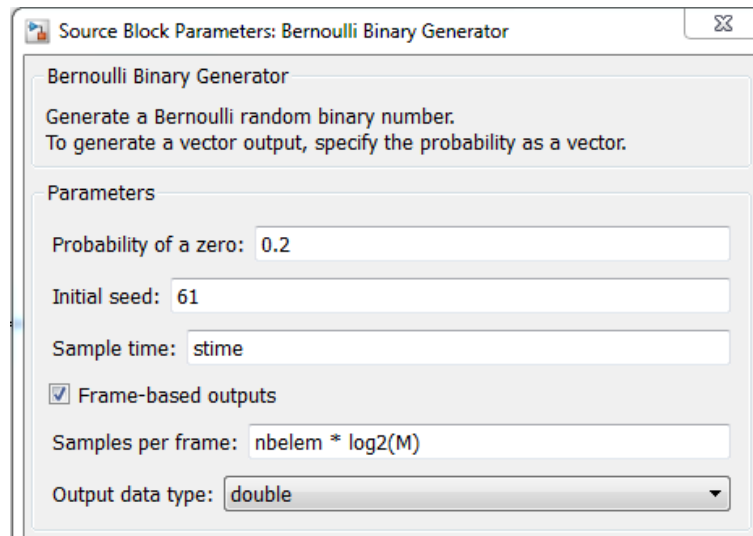 Source Block Parameters: Bernoulli Binary Generator
Bernoulli Binary Generator
Generate a Bernoulli random binary number.
To generate a vector output, specify the probability as a vector.
Parameters
Probability of a zero: 0.2
Initial seed: 61
Sample time: stime
Frame-based outputs
Samples per frame: nbelem * log2(M)
Output data type: double